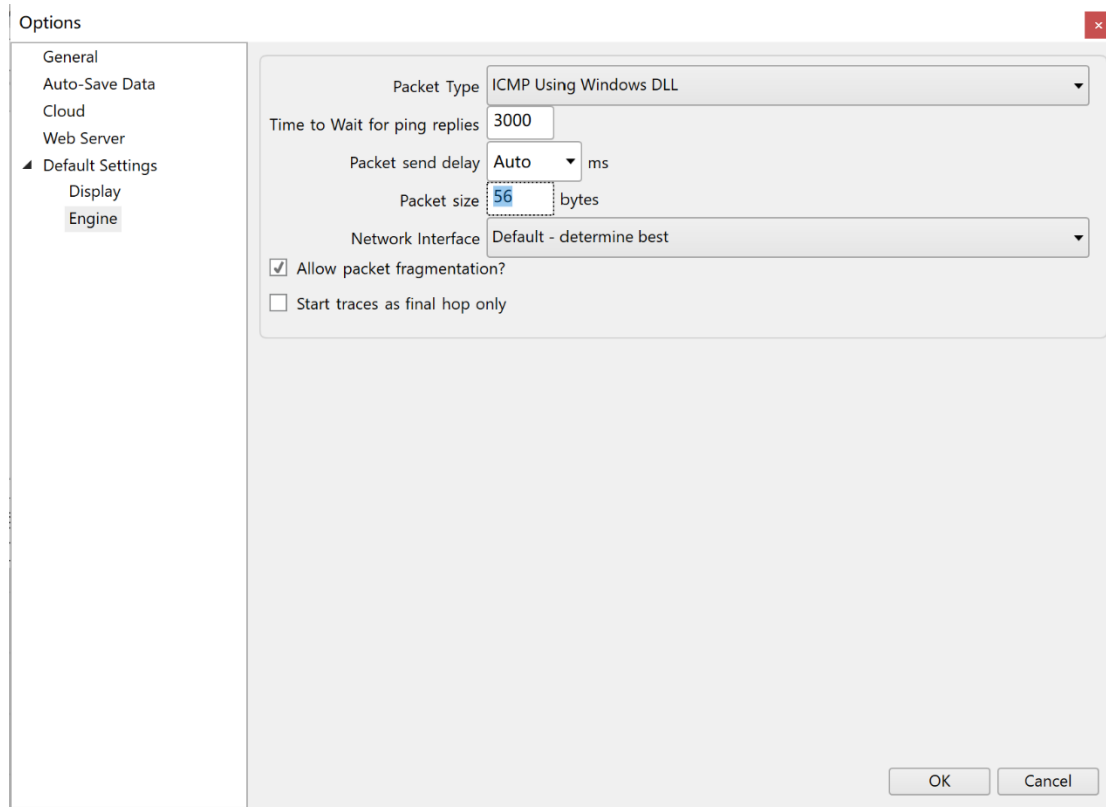 Options
General
Auto-Save Data
Cloud
Web Server
Default Settings
Display
Engine
Packet Type ICMP Using Windows DLL
Time to Wait for ping replies 3000
Packet send delay Auto ms
Packet size 56 bytes
Network Interface Default - determine best
Allow packet fragmentation?
Start traces as final hop only
OK Cancel